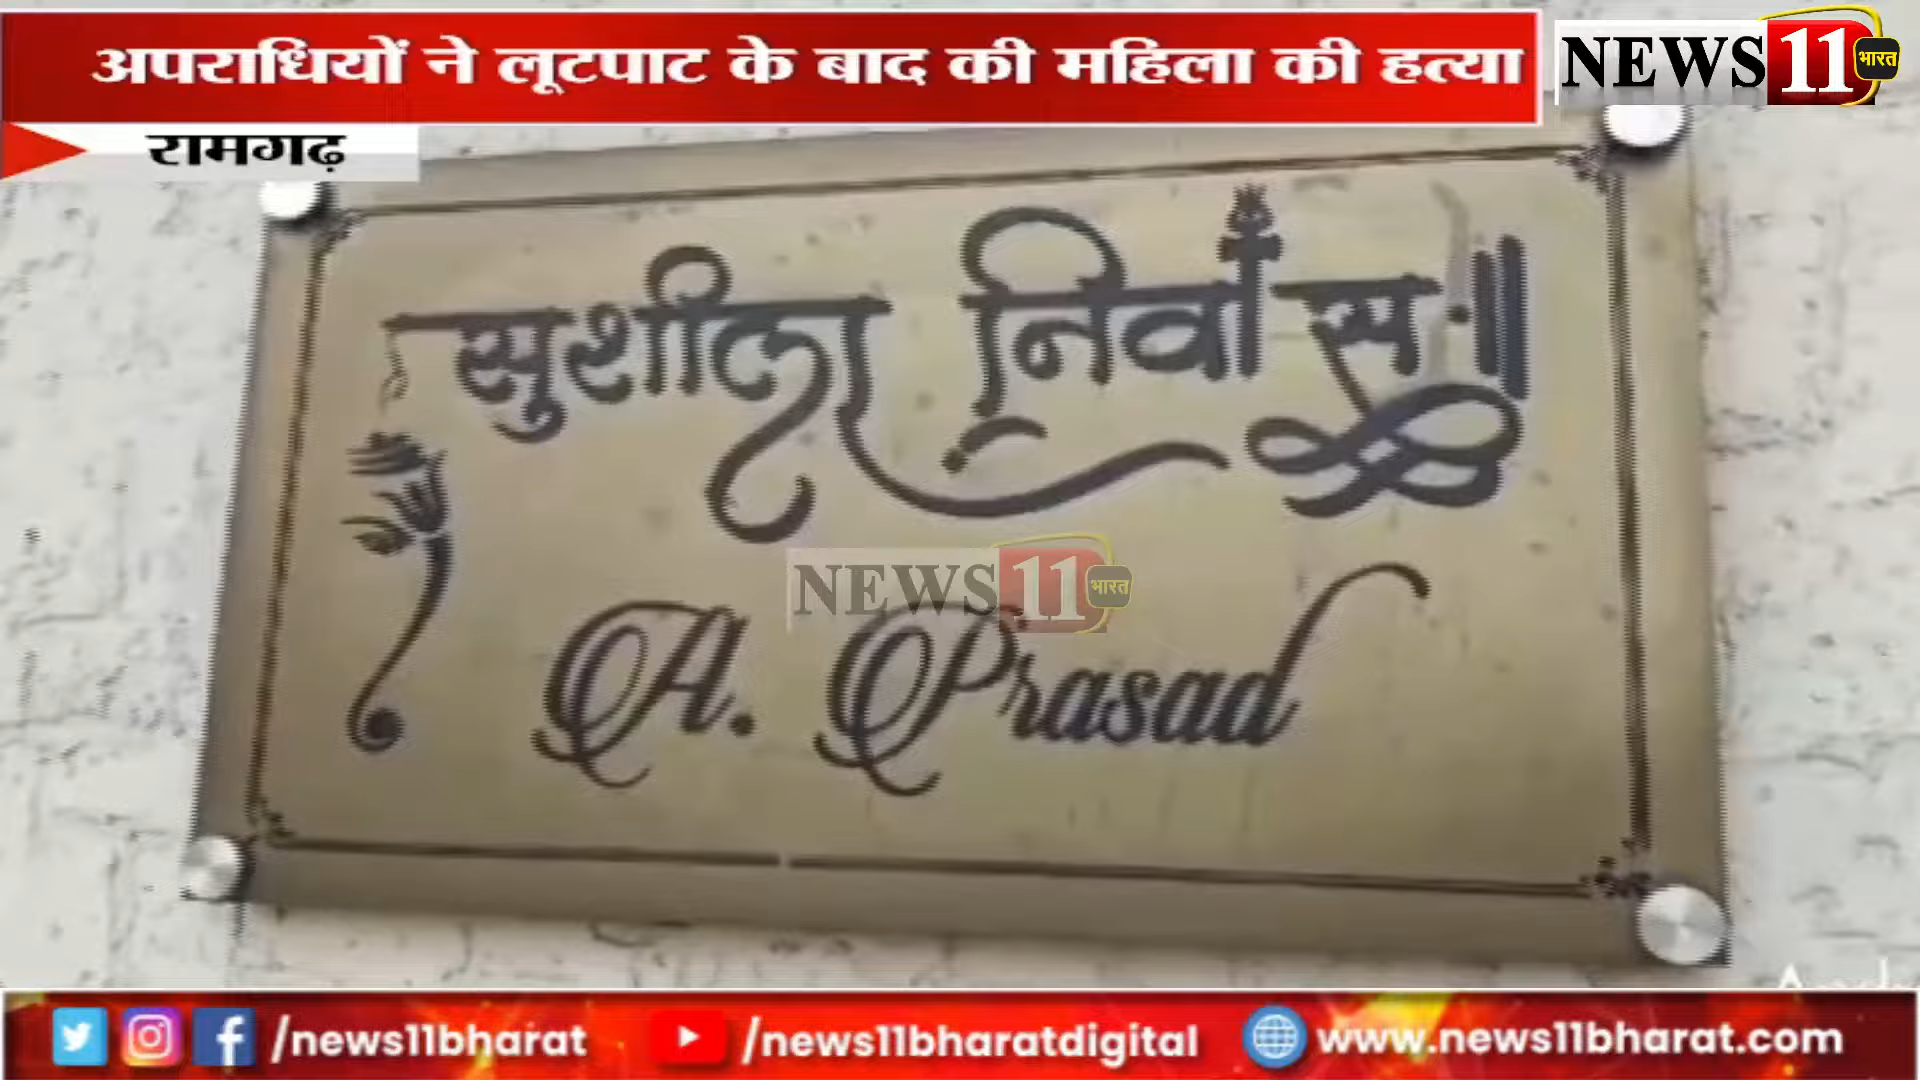 अपराधियों ने लूटपाट के बाद की महिला की हत्या
NEWS 11 भारत
रामगढ़
सुशीला निवास
NEWS 11 भारत
A. Prasad
/news11bharat
/news11bharatdigital
www.news11bharat.com